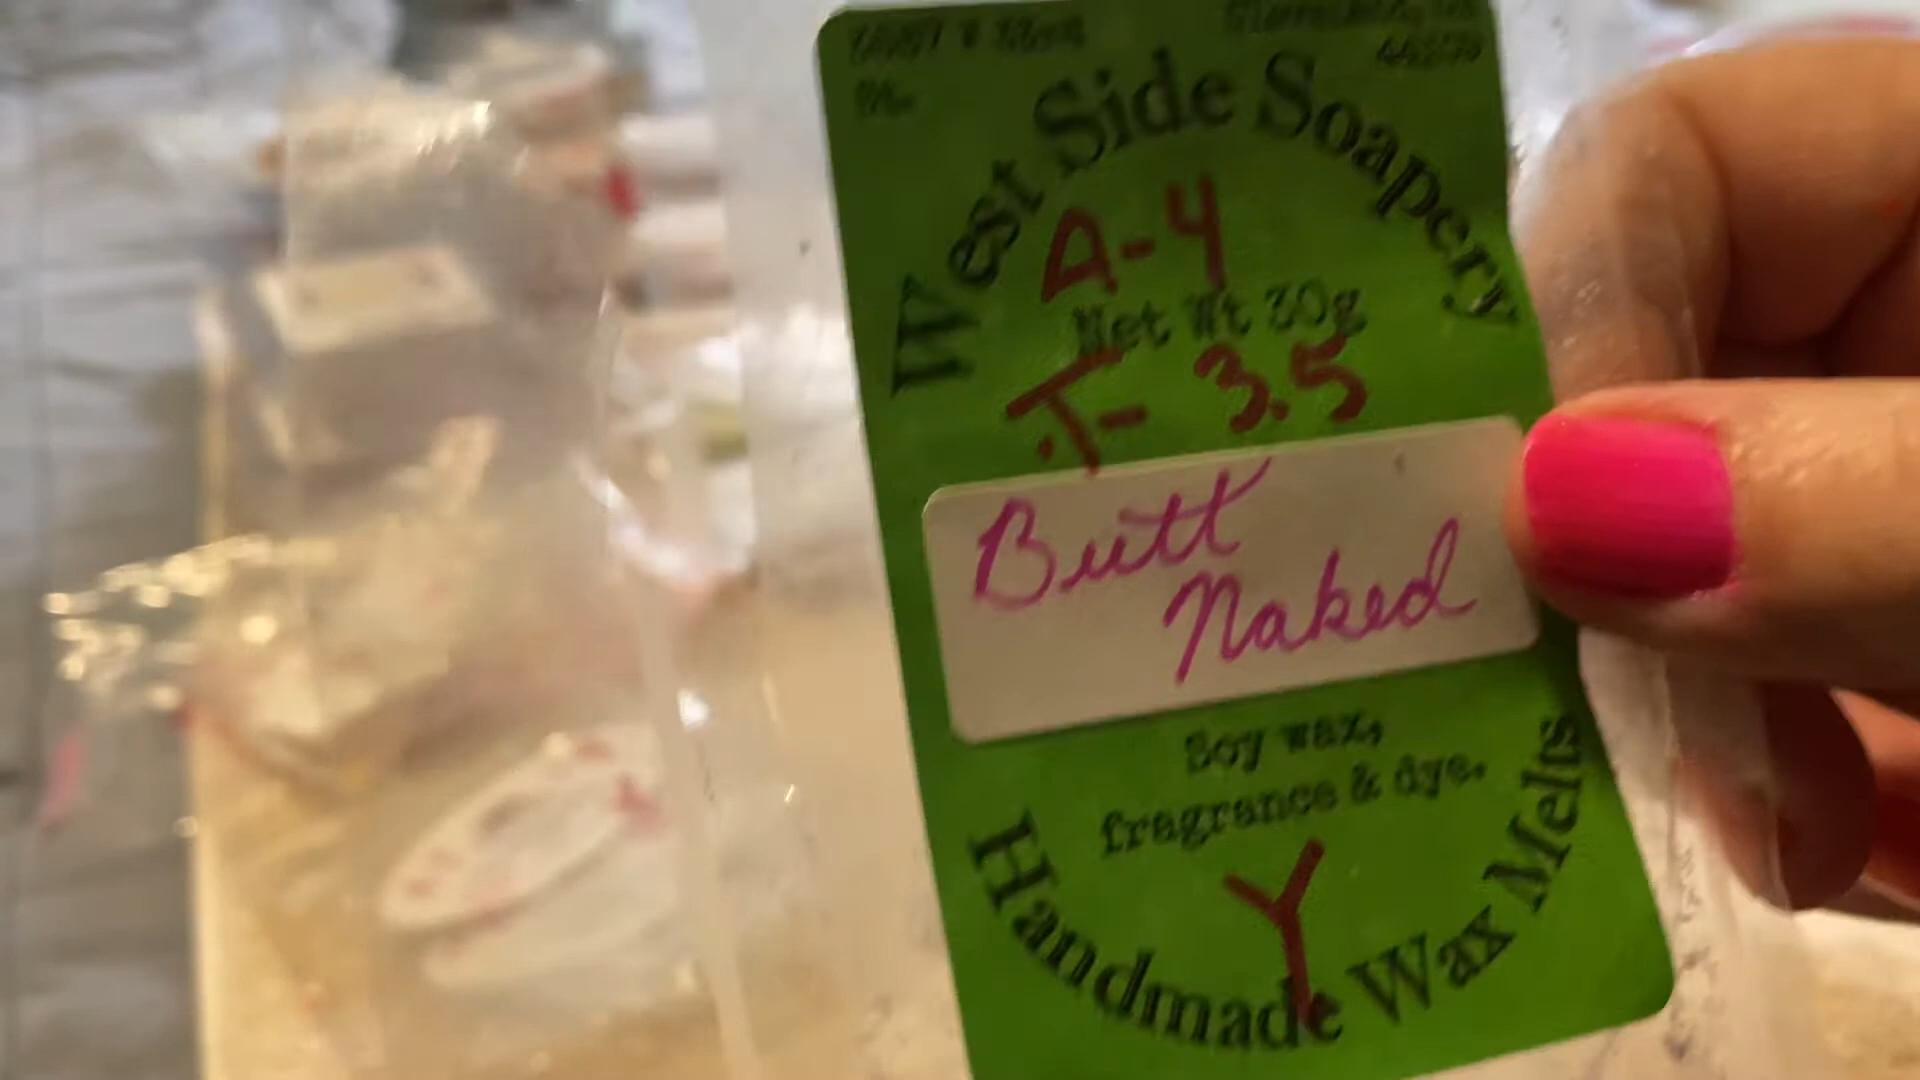 West Side Soapery
A-4
Net Wt 30g
T- 3.5
Butt
Naked
Soy wax,
fragrance & dye.
Y
Handmade Wax Melts